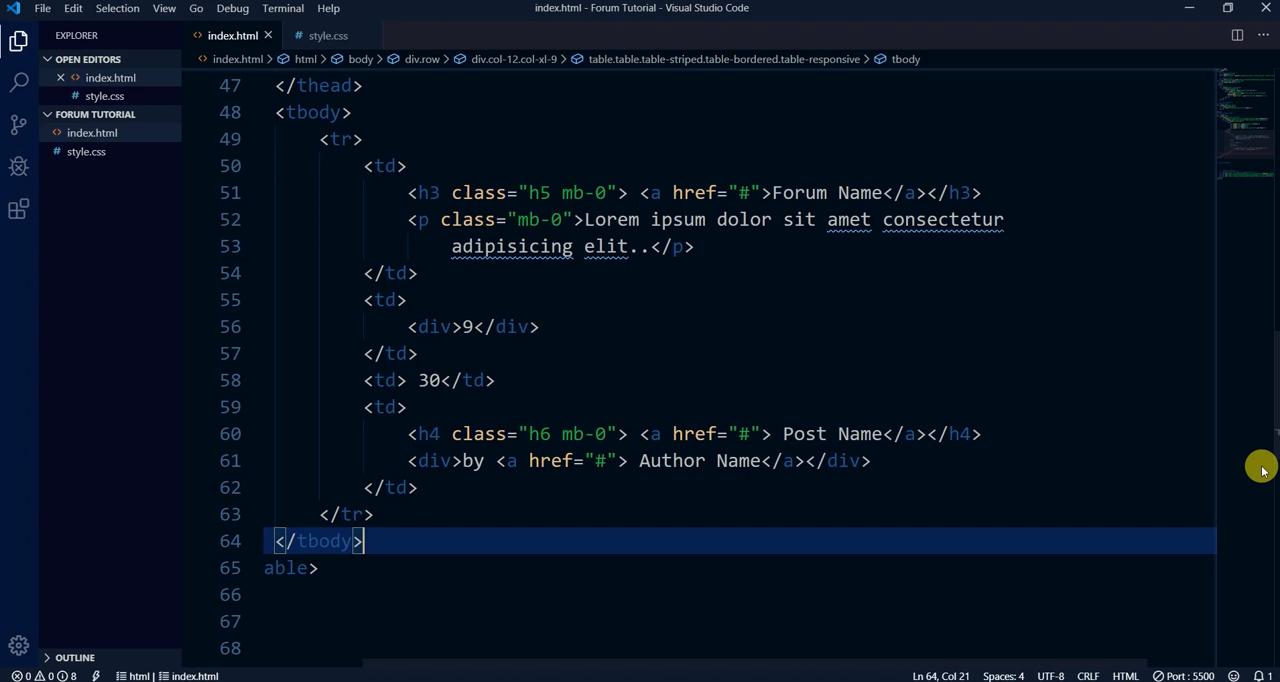 File Edit Selection View Go Debug Terminal Help index.html - Forum Tutorial - Visual Studio Code
EXPLORER
OPEN EDITORS
index.html
# style.css
FORUM TUTORIAL
index.html
# style.css
OUTLINE
index.html # style.css
index.html > html > body > div.row > div.col-12.col-xl-9 > table.table.table-striped.table-bordered.table-responsive > tbody
47 </thead>
48 <tbody>
49 <tr>
50 <td>
51 <h3 class="h5 mb-0"> <a href="#">Forum Name</a></h3>
52 <p class="mb-0">Lorem ipsum dolor sit amet consectetur
53 adipisicing elit..</p>
54 </td>
55 <td>
56 <div>9</div>
57 </td>
58 <td> 30</td>
59 <td>
60 <h4 class="h6 mb-0"> <a href="#"> Post Name</a></h4>
61 <div>by <a href="#"> Author Name</a></div>
62 </td>
63 </tr>
64 </tbody>
65 able>
66
67
68
0 0 8 html | index.html Ln 64, Col 21 Spaces: 4 UTF-8 CRLF HTML Port : 5500 1